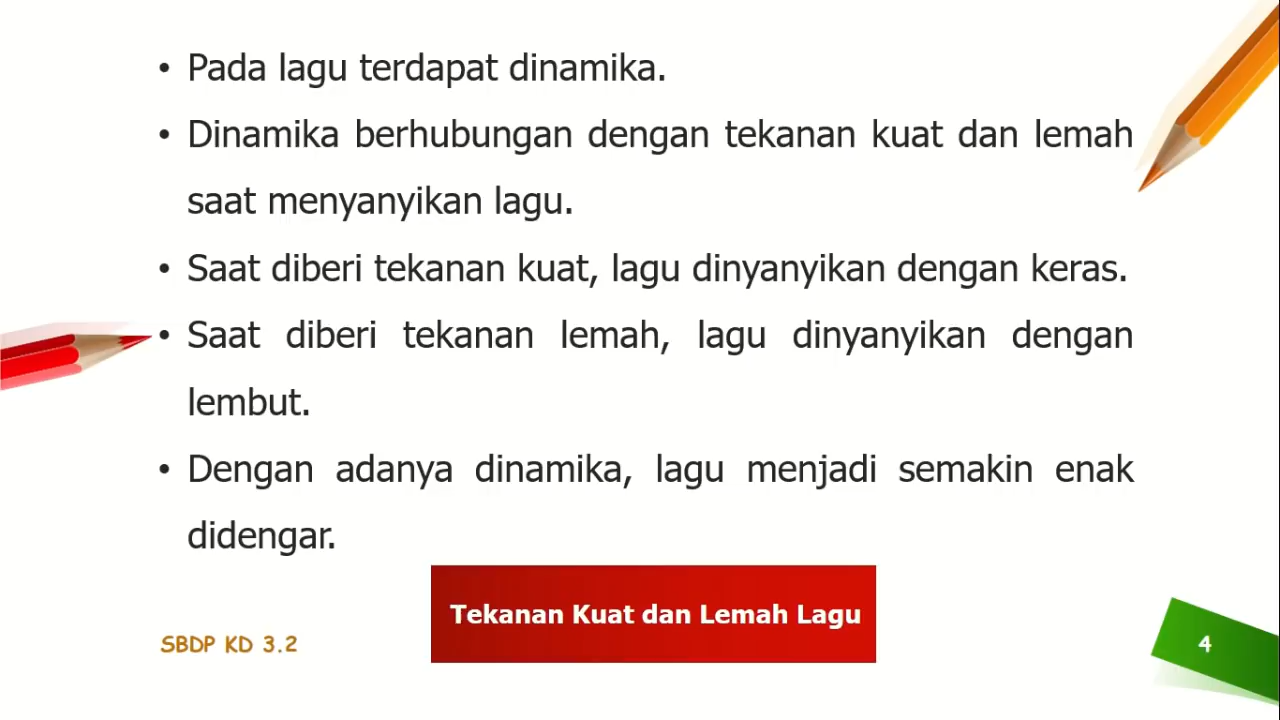 • Pada lagu terdapat dinamika.
• Dinamika berhubungan dengan tekanan kuat dan lemah
saat menyanyikan lagu.
• Saat diberi tekanan kuat, lagu dinyanyikan dengan keras.
• Saat diberi tekanan lemah, lagu dinyanyikan dengan
lembut.
• Dengan adanya dinamika, lagu menjadi semakin enak
didengar.
Tekanan Kuat dan Lemah Lagu
SBDP KD 3.2
4